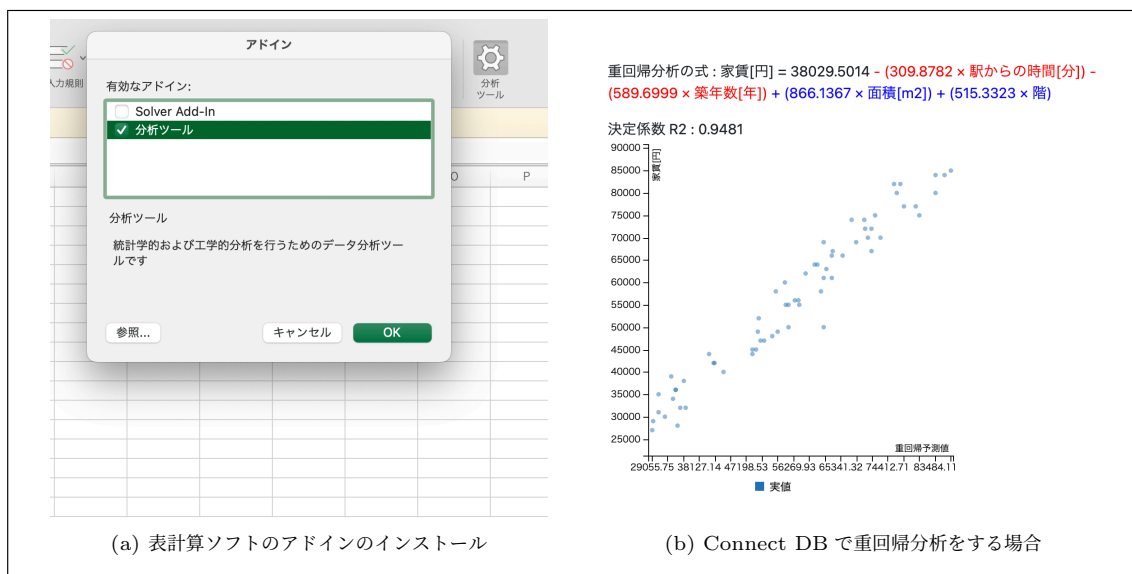 アドイン
入力規則
有効なアドイン:
分析
ツール
Solver Add-In
分析ツール
O
P
分析ツール
統計学的および工学的分析を行うためのデータ分析ツー
ルです
参照...
キャンセル
OK
(a) 表計算ソフトのアドインのインストール
重回帰分析の式 : 家賃[円] = 38029.5014 - (309.8782 × 駅からの時間[分]) -
(589.6999 × 築年数[年]) + (866.1367 × 面積[m2]) + (515.3323 × 階)
決定係数 R2 : 0.9481
家賃[円]
90000
85000
80000
75000
70000
65000
60000
55000
50000
45000
40000
35000
30000
25000
重回帰予測値
29055.75 38127.14 47198.53 56269.93 65341.32 74412.71 83484.11
実値
(b) Connect DB で重回帰分析をする場合